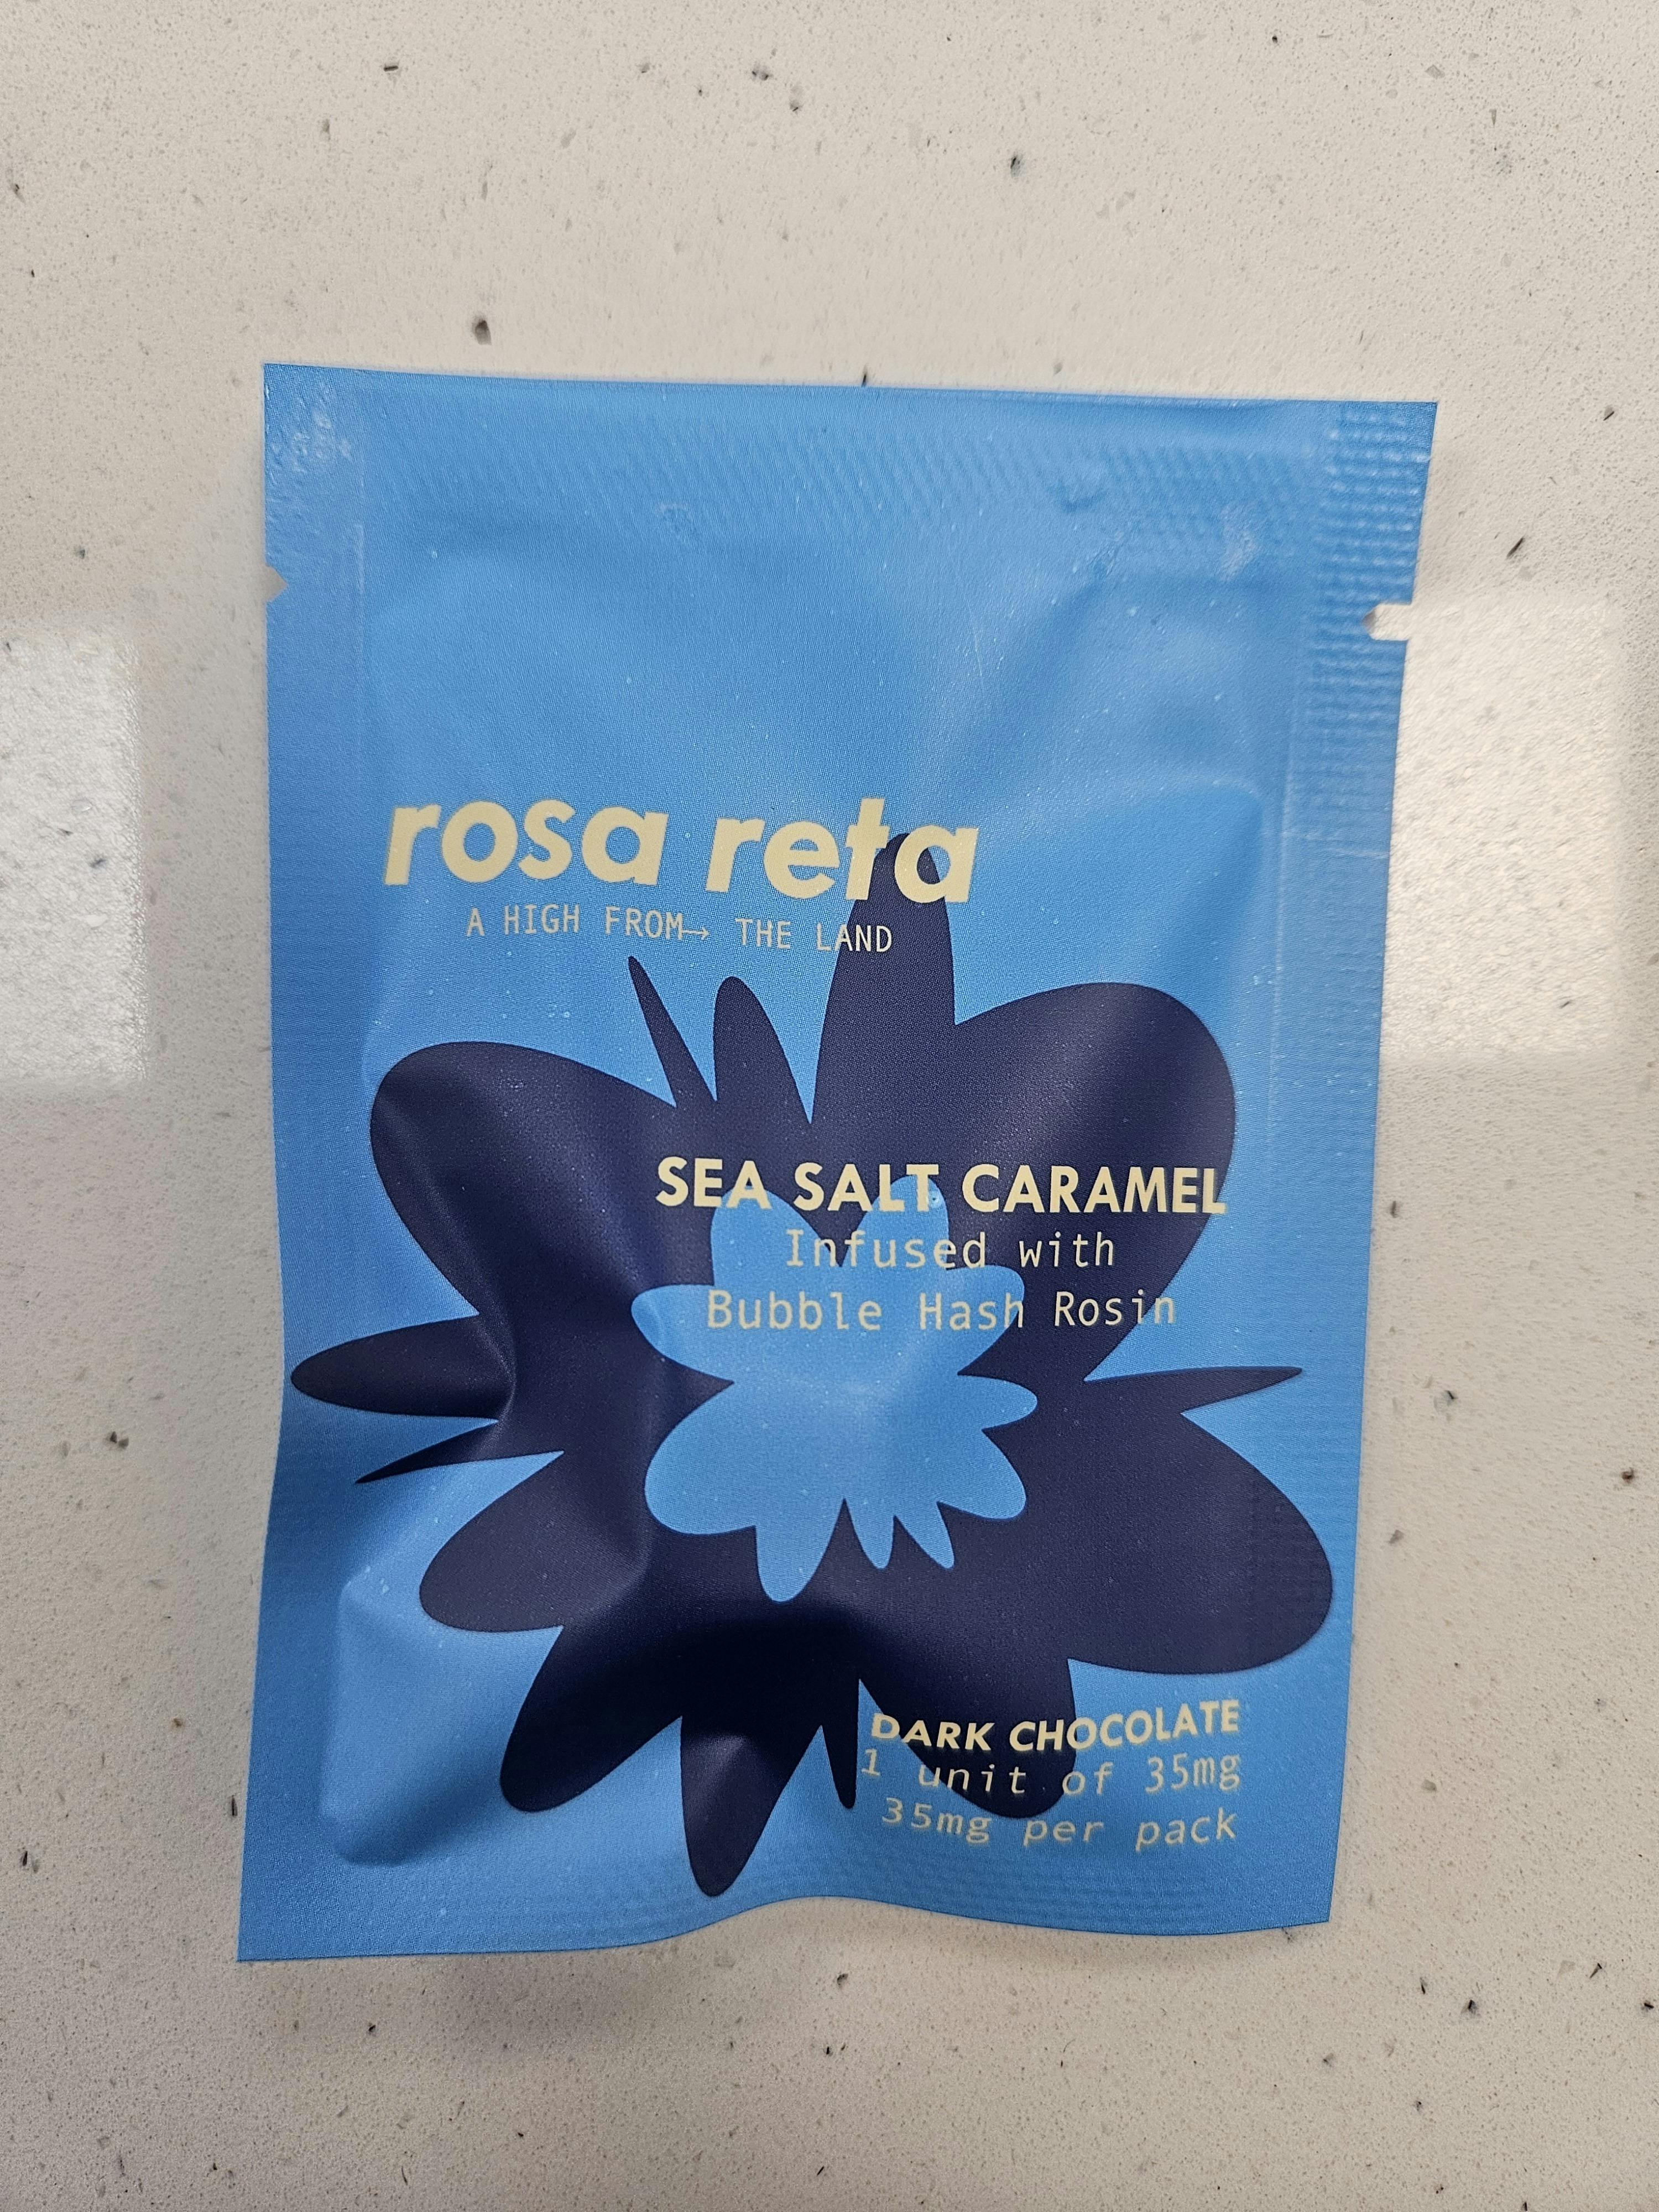 rosa reta
A HIGH FROM→ THE LAND
SEA SALT CARAMEL
Infused with
Bubble Hash Rosin
DARK CHOCOLATE
1 unit of 35mg
35mg per pack